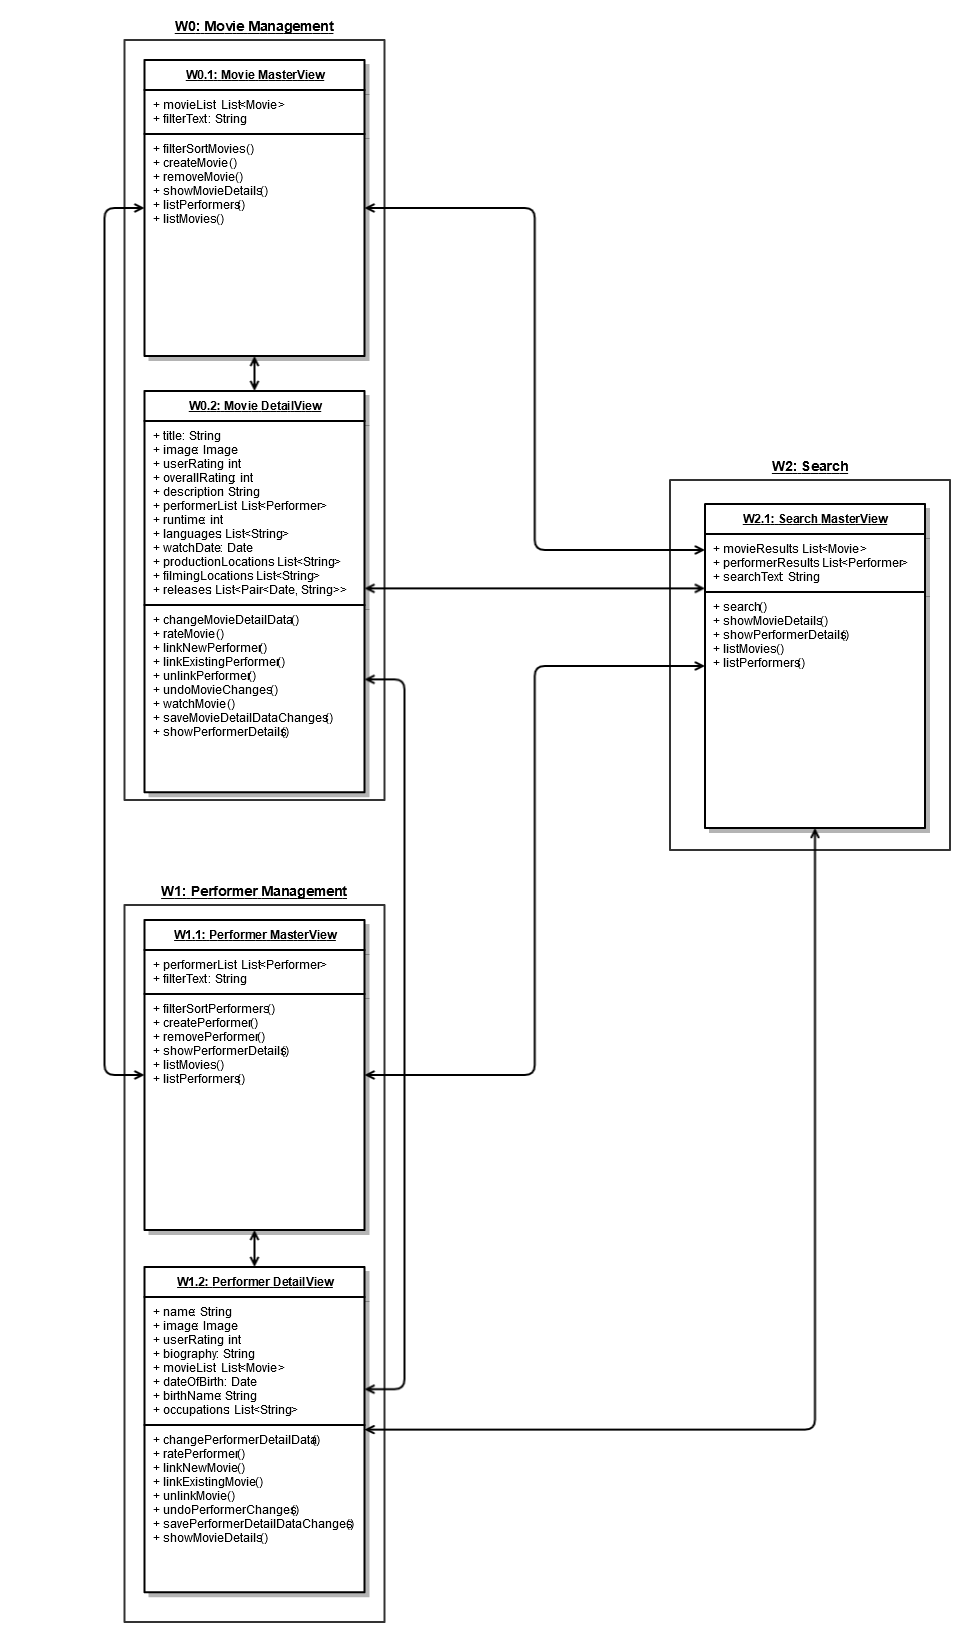 W0: Movie Management
W0.1: Movie MasterView
+ movieList: List<Movie>
+ filterText: String
+ filterSortMovies()
+ createMovie()
+ removeMovie()
+ showMovieDetails()
+ listPerformers()
+ listMovies()
W0.2: Movie DetailView
+ title: String
+ image: Image
+ userRating: int
+ overallRating: int
+ description: String
+ performerList: List<Performer>
+ runtime: int
+ languages: List<String>
+ watchDate: Date
+ productionLocations: List<String>
+ filmingLocations: List<String>
+ releases: List<Pair<Date, String>>
+ changeMovieDetailData()
+ rateMovie()
+ linkNewPerformer()
+ linkExistingPerformer()
+ unlinkPerformer()
+ undoMovieChanges()
+ watchMovie()
+ saveMovieDetailDataChanges()
+ showPerformerDetails()
W2: Search
W2.1: Search MasterView
+ movieResults: List<Movie>
+ performerResults: List<Performer>
+ searchText: String
+ search()
+ showMovieDetails()
+ showPerformerDetails()
+ listMovies()
+ listPerformers()
W1: Performer Management
W1.1: Performer MasterView
+ performerList: List<Performer>
+ filterText: String
+ filterSortPerformers()
+ createPerformer()
+ removePerformer()
+ showPerformerDetails()
+ listMovies()
+ listPerformers()
W1.2: Performer DetailView
+ name: String
+ image: Image
+ userRating: int
+ biography: String
+ movieList: List<Movie>
+ dateOfBirth: Date
+ birthName: String
+ occupations: List<String>
+ changePerformerDetailData()
+ ratePerformer()
+ linkNewMovie()
+ linkExistingMovie()
+ unlinkMovie()
+ undoPerformerChanges()
+ savePerformerDetailDataChanges()
+ showMovieDetails()